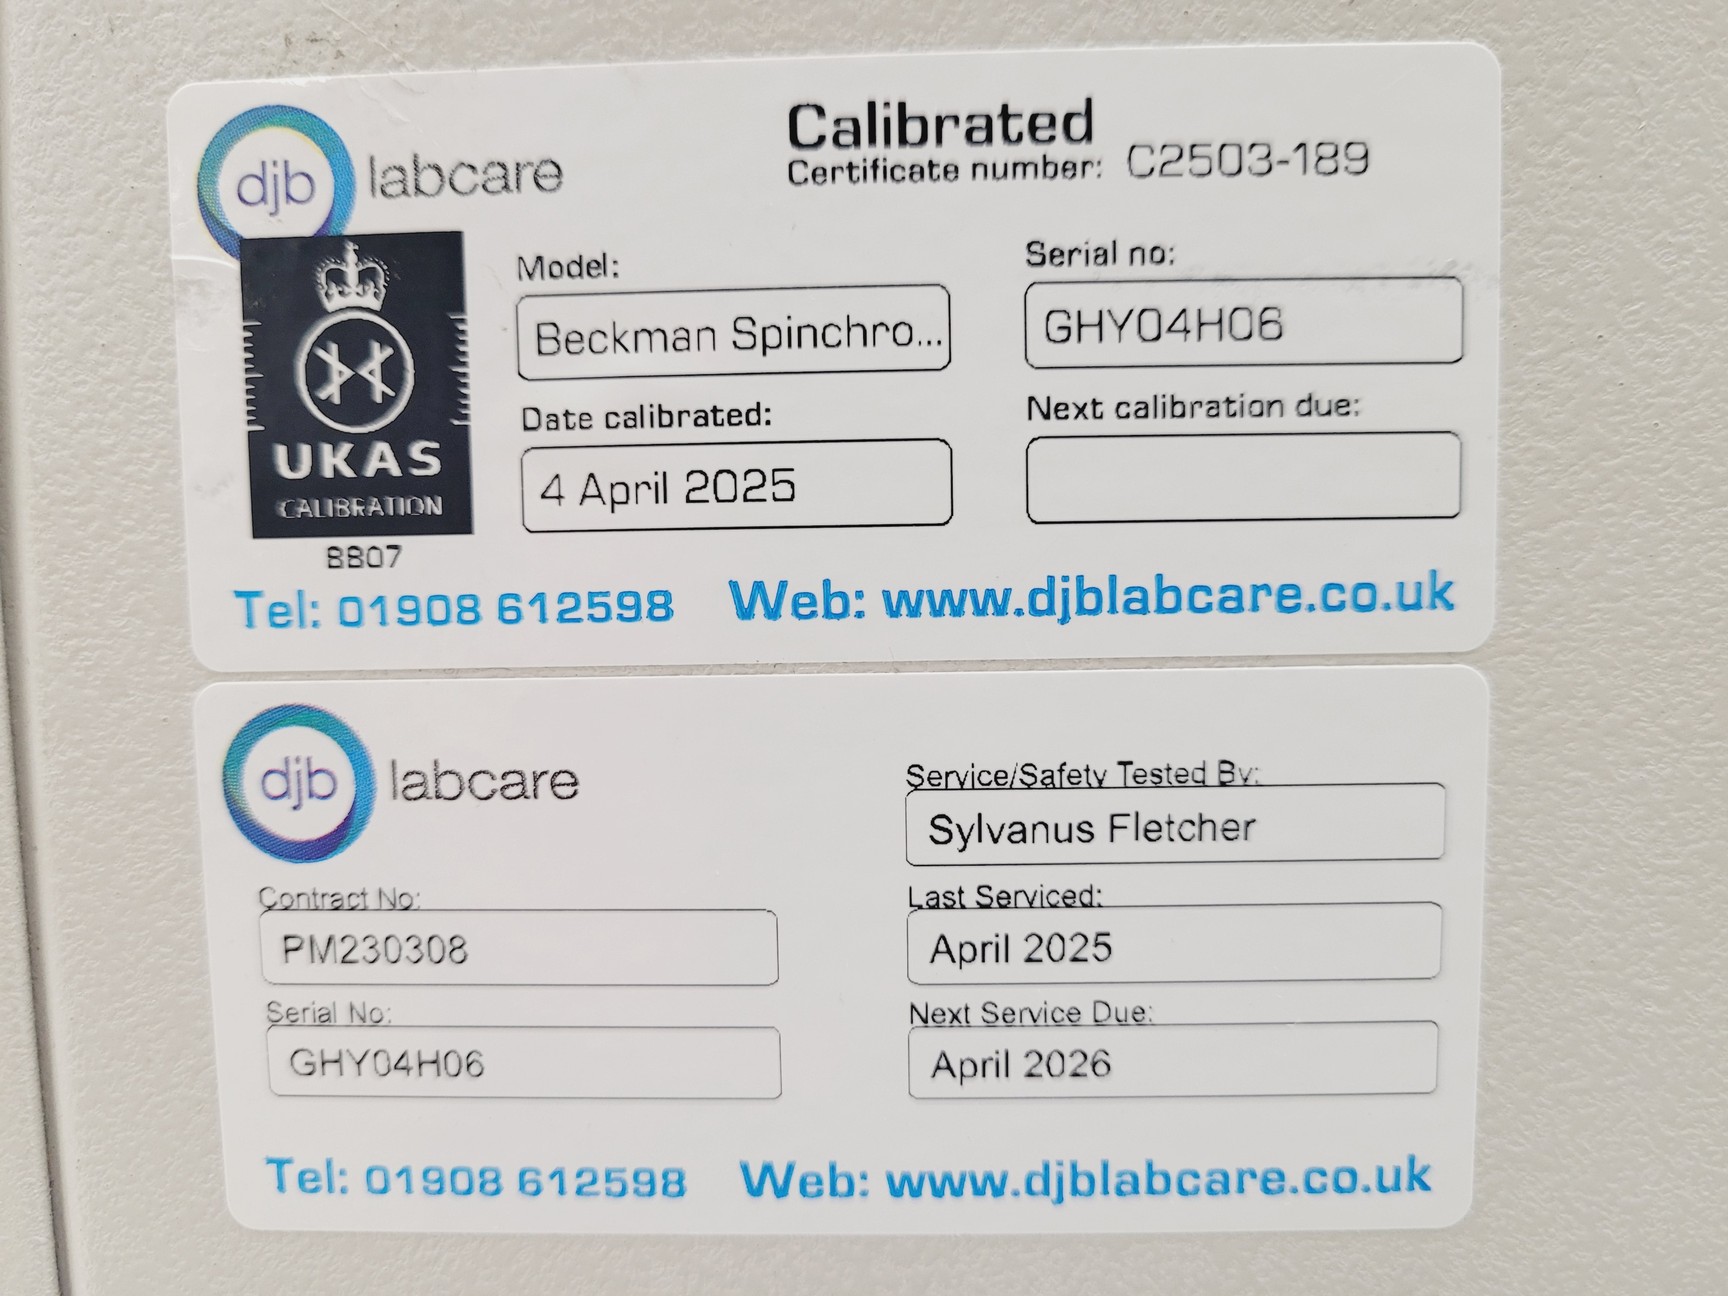 djb labcare
Calibrated
Certificate number: C2503-189
Model:
Serial no:
Beckman Spinchro...
GHY04H06
Date calibrated:
Next calibration due:
4 April 2025
UKAS
CALIBRATION
8807
Tel: 01908 612598 Web: www.djblabcare.co.uk
djb labcare
Service/Safety Tested By:
Sylvanus Fletcher
Contract No:
Last Serviced:
PM230308
April 2025
Serial No:
Next Service Due:
GHY04H06
April 2026
Tel: 01908 612598 Web: www.djblabcare.co.uk